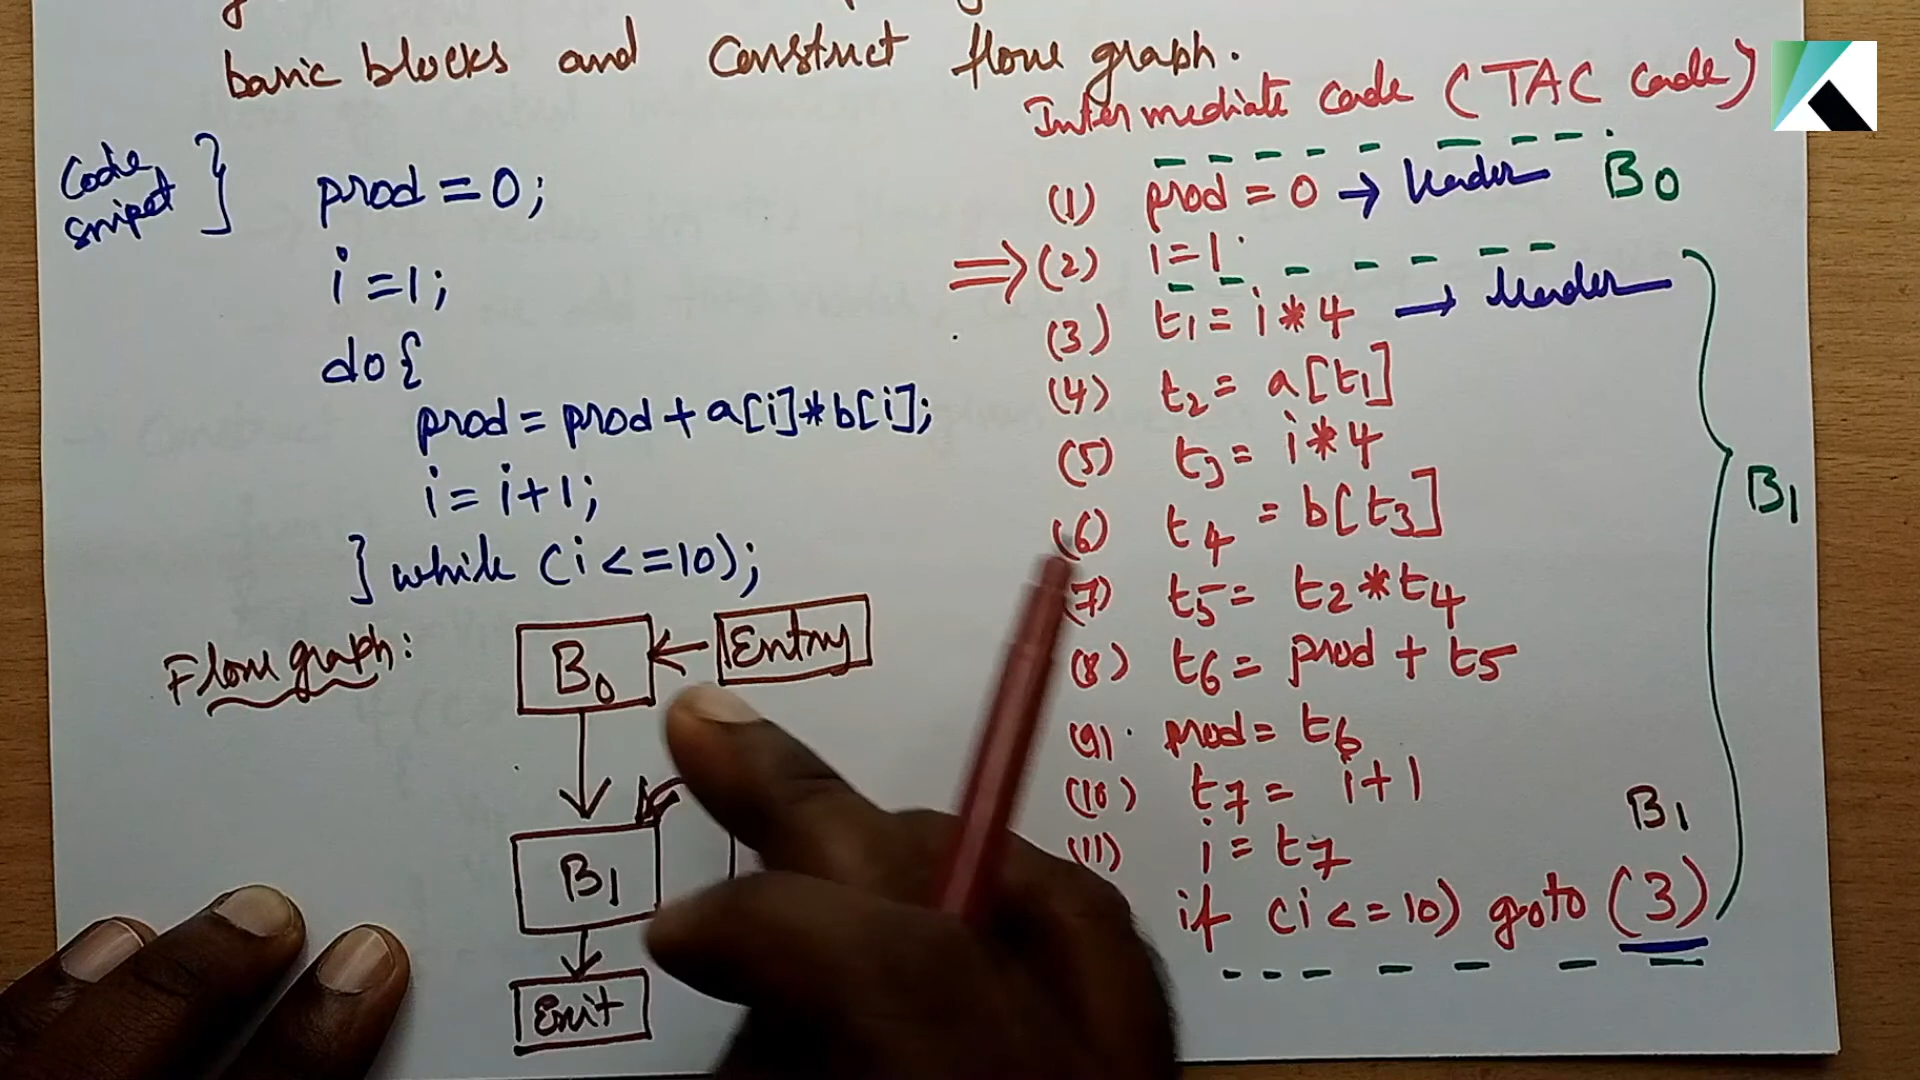 basic blocks and construct flow graph.
Intermediate code (TAC code)
Code snipet } prod = 0;
i = 1;
do {
prod = prod + a[i] * b[i];
i = i + 1;
} while (i <= 10);
(1) prod = 0 → leader B0
⇒ (2) i = 1
(3) t1 = i * 4 → leader
(4) t2 = a[t1]
(5) t3 = i * 4
(6) t4 = b[t3]
(7) t5 = t2 * t4
(8) t6 = prod + t5
(9) prod = t6
(10) t7 = i + 1
(11) i = t7
if (i <= 10) goto (3)
B1
B1
Flow graph:
B0 ← Entry
B1
Exit